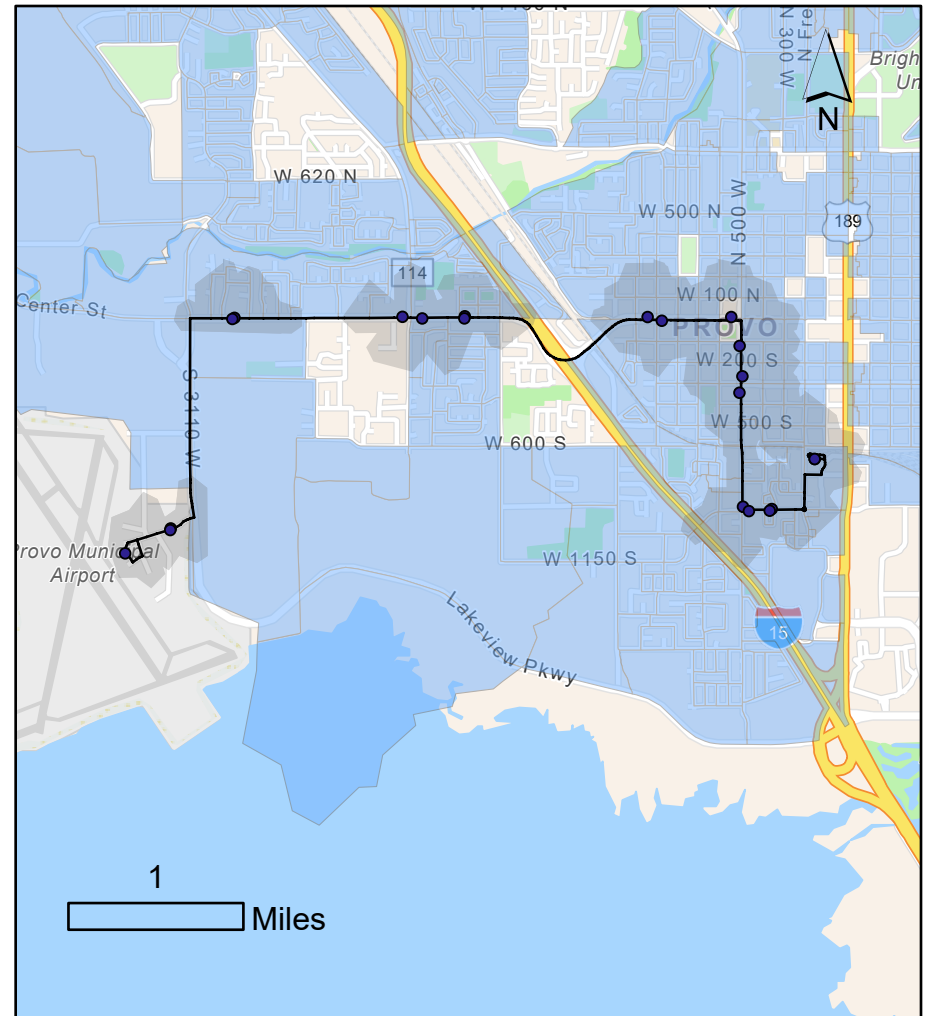 N 300 W
N Fre
Brigh
Un
N
W 620 N
W 500 N
N 500 W
189
114
Center St
W 100 N
PROVO
W 200 S
S 3110 W
W 500 S
W 600 S
Provo Municipal
Airport
W 1150 S
Lakeview Pkwy
15
1
Miles